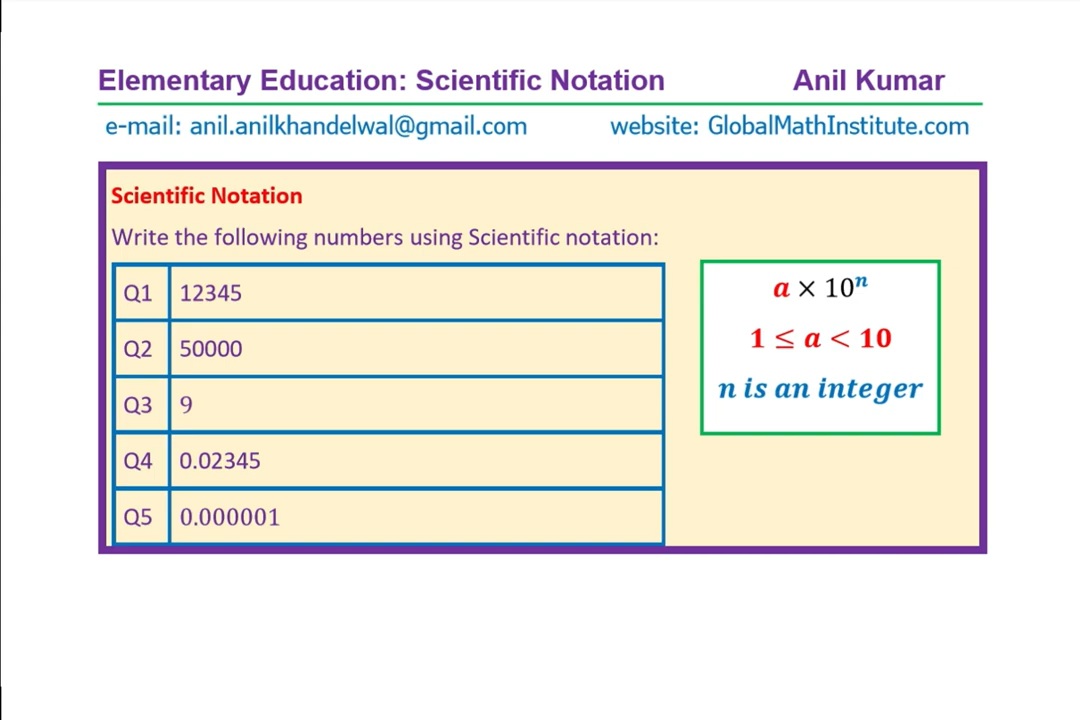 Elementary Education: Scientific Notation Anil Kumar
e-mail: anil.anilkhandelwal@gmail.com website: GlobalMathInstitute.com
Scientific Notation
Write the following numbers using Scientific notation:
Q1 12345
Q2 50000
Q3 9
Q4 0.02345
Q5 0.000001
a × 10ⁿ
1 ≤ a < 10
n is an integer